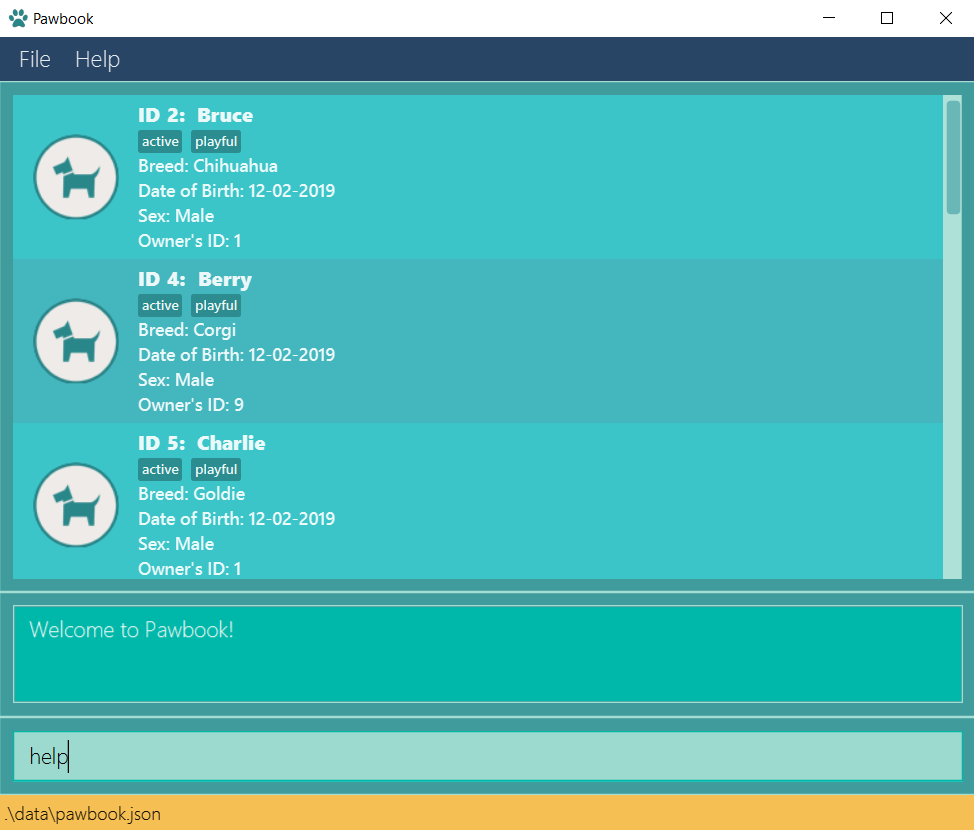 Pawbook
File Help
ID 2: Bruce
active playful
Breed: Chihuahua
Date of Birth: 12-02-2019
Sex: Male
Owner's ID: 1
ID 4: Berry
active playful
Breed: Corgi
Date of Birth: 12-02-2019
Sex: Male
Owner's ID: 9
ID 5: Charlie
active playful
Breed: Goldie
Date of Birth: 12-02-2019
Sex: Male
Owner's ID: 1
Welcome to Pawbook!
help
.\data\pawbook.json